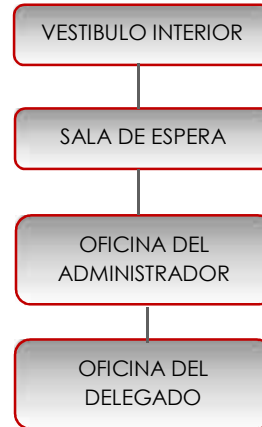 VESTIBULO INTERIOR
SALA DE ESPERA
OFICINA DEL
ADMINISTRADOR
OFICINA DEL
DELEGADO